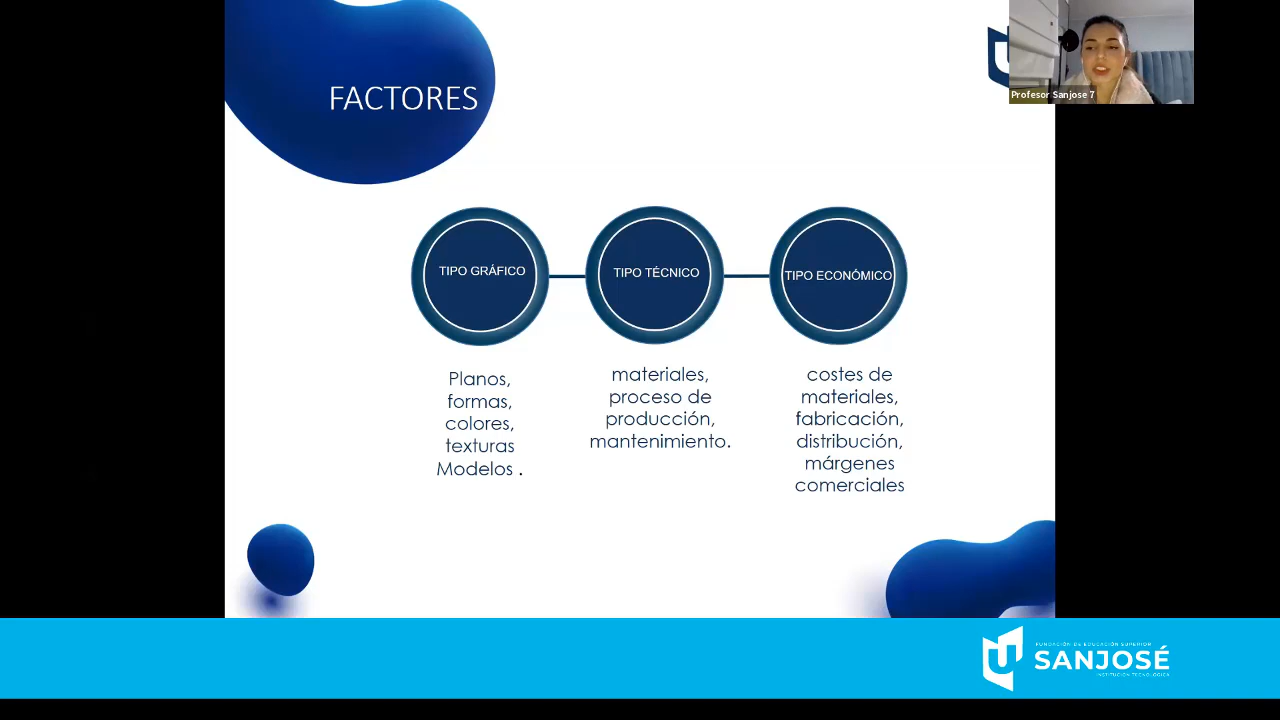 FACTORES
Profesor Sanjose 7
TIPO GRÁFICO
TIPO TÉCNICO
TIPO ECONÓMICO
Planos,
formas,
colores,
texturas
Modelos .
materiales,
proceso de
producción,
mantenimiento.
costes de
materiales,
fabricación,
distribución,
márgenes
comerciales
FUNDACIÓN DE EDUCACIÓN SUPERIOR
SANJOSÉ
INSTITUCIÓN TECNOLÓGICA